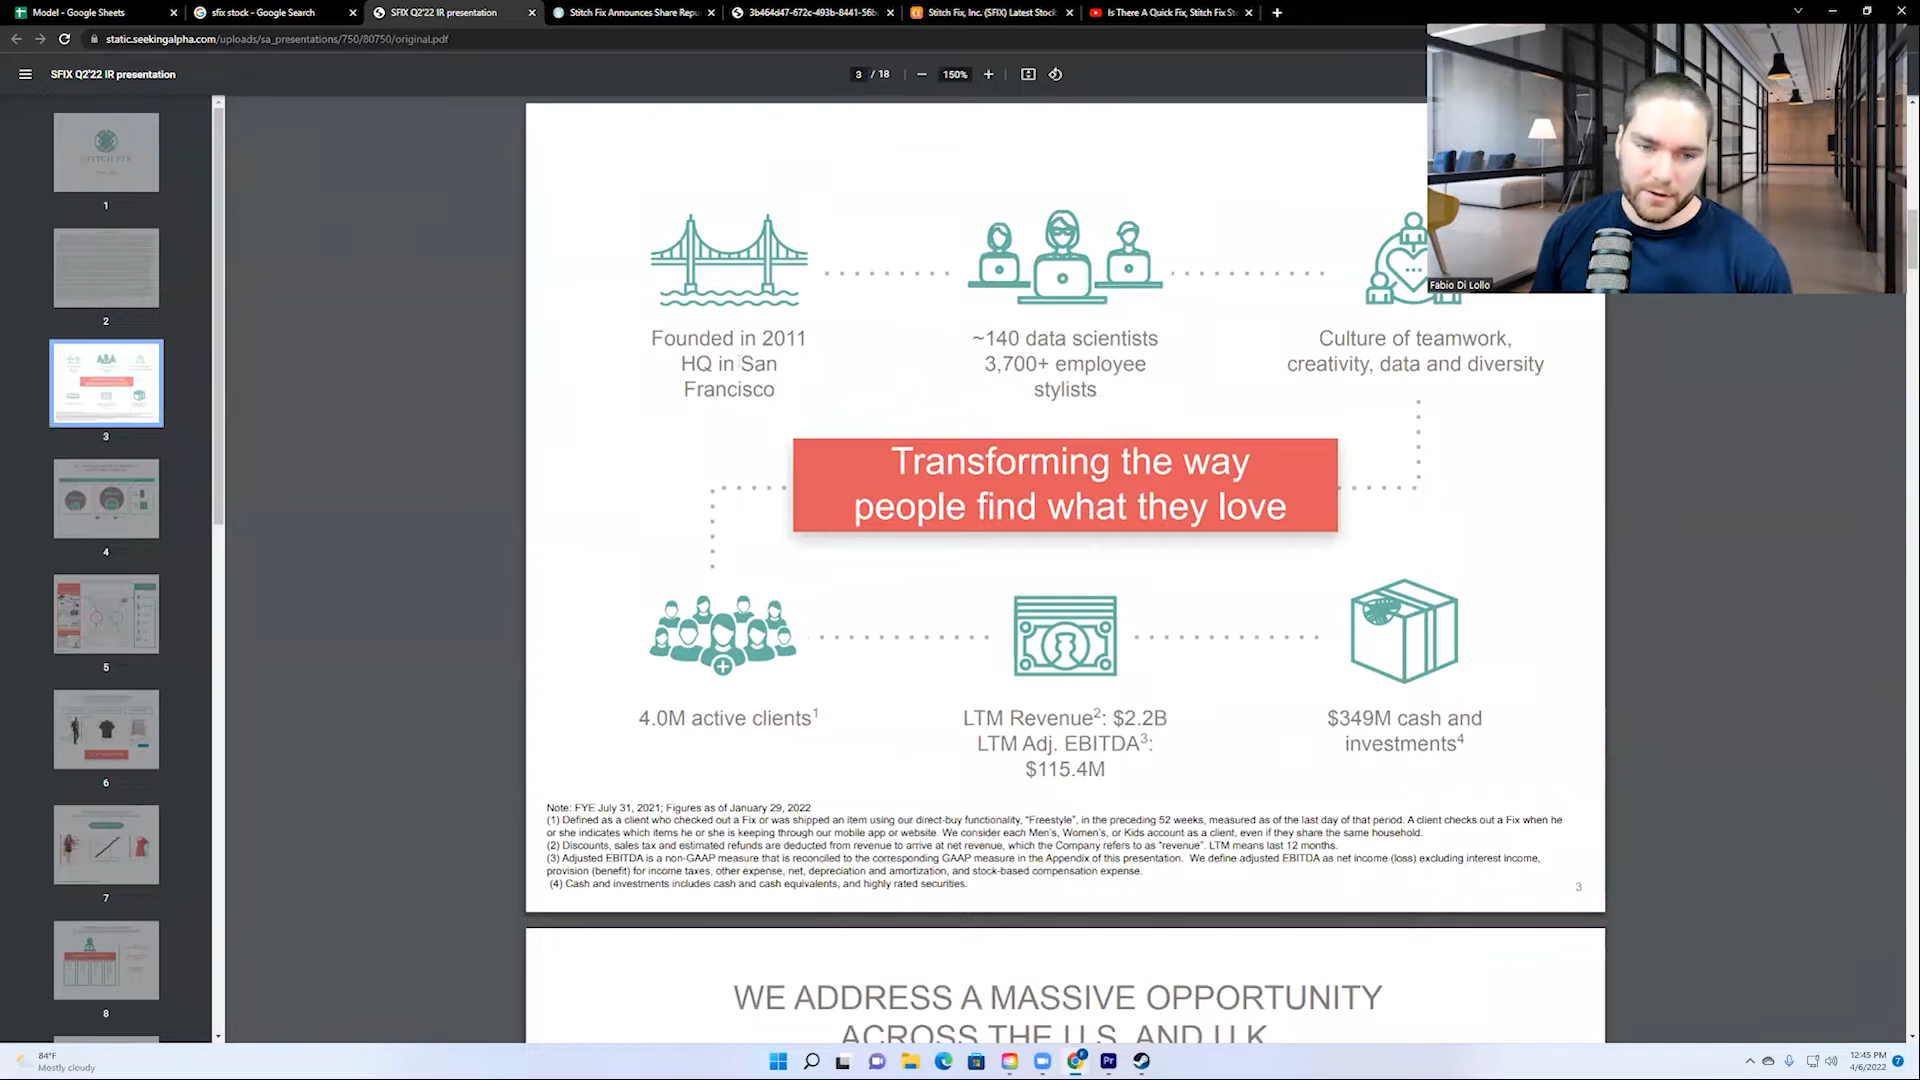 Model - Google Sheets
sfix stock - Google Search
SFIX Q2'22 IR presentation
Stitch Fix Announces Share Repu
3b464d47-672c-493b-8441-56b
Stitch Fix, Inc. (SFIX) Latest Stock
Is There A Quick Fix, Stitch Fix St
static.seekingalpha.com/uploads/sa_presentations/750/80750/original.pdf
SFIX Q2'22 IR presentation
3 / 18
150%
Fabio Di Lollo
1
2
3
4
5
6
7
8
Founded in 2011
HQ in San
Francisco
~140 data scientists
3,700+ employee
stylists
Culture of teamwork,
creativity, data and diversity
Transforming the way
people find what they love
4.0M active clients1
LTM Revenue2: $2.2B
LTM Adj. EBITDA3:
$115.4M
$349M cash and
investments4
Note: FYE July 31, 2021; Figures as of January 29, 2022
(1) Defined as a client who checked out a Fix or was shipped an item using our direct-buy functionality, "Freestyle", in the preceding 52 weeks, measured as of the last day of that period. A client checks out a Fix when he
or she indicates which items he or she is keeping through our mobile app or website. We consider each Men's, Women's, or Kids account as a client, even if they share the same household.
(2) Discounts, sales tax and estimated refunds are deducted from revenue to arrive at net revenue, which the Company refers to as "revenue". LTM means last 12 months.
(3) Adjusted EBITDA is a non-GAAP measure that is reconciled to the corresponding GAAP measure in the Appendix of this presentation. We define adjusted EBITDA as net income (loss) excluding interest income,
provision (benefit) for income taxes, other expense, net, depreciation and amortization, and stock-based compensation expense.
(4) Cash and investments includes cash and cash equivalents, and highly rated securities.
3
WE ADDRESS A MASSIVE OPPORTUNITY
ACROSS THE U.S. AND U.K.
84°F
Mostly cloudy
Pr
12:45 PM
4/6/2022
7